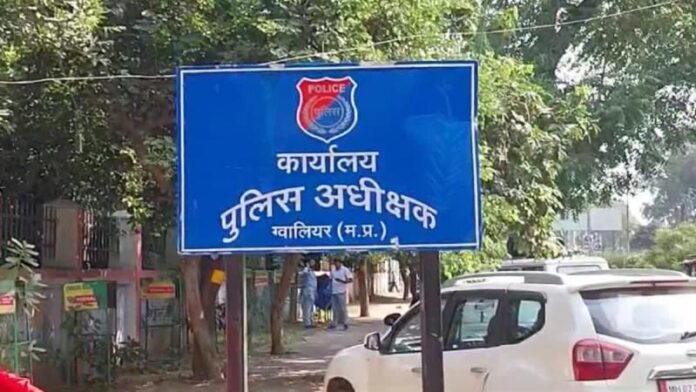 POLICE
पुलिस
कार्यालय
पुलिस अधीक्षक
ग्वालियर (म.प्र.)